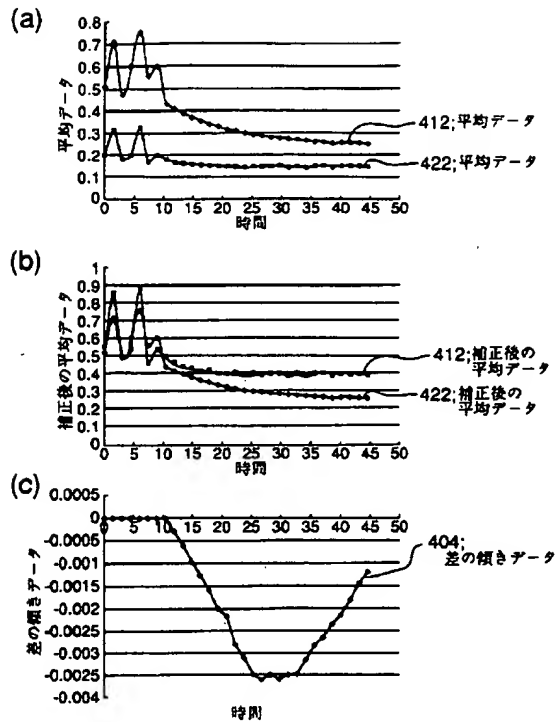 (a)
平均データ
0.8
0.7
0.6
0.5
0.4
0.3
0.2
0.1
0
0 5 10 15 20 25 30 35 40 45 50
時間
412;平均データ
422;平均データ
(b)
補正後の平均データ
1
0.9
0.8
0.7
0.6
0.5
0.4
0.3
0.2
0.1
0
0 5 10 15 20 25 30 35 40 45 50
時間
412;補正後の
平均データ
422;補正後の
平均データ
(c)
差の傾きデータ
0.0005
0
-0.0005
-0.001
-0.0015
-0.002
-0.0025
-0.003
-0.0025
-0.004
0 5 10 15 20 25 30 35 40 45 50
時間
404;
差の傾きデータ